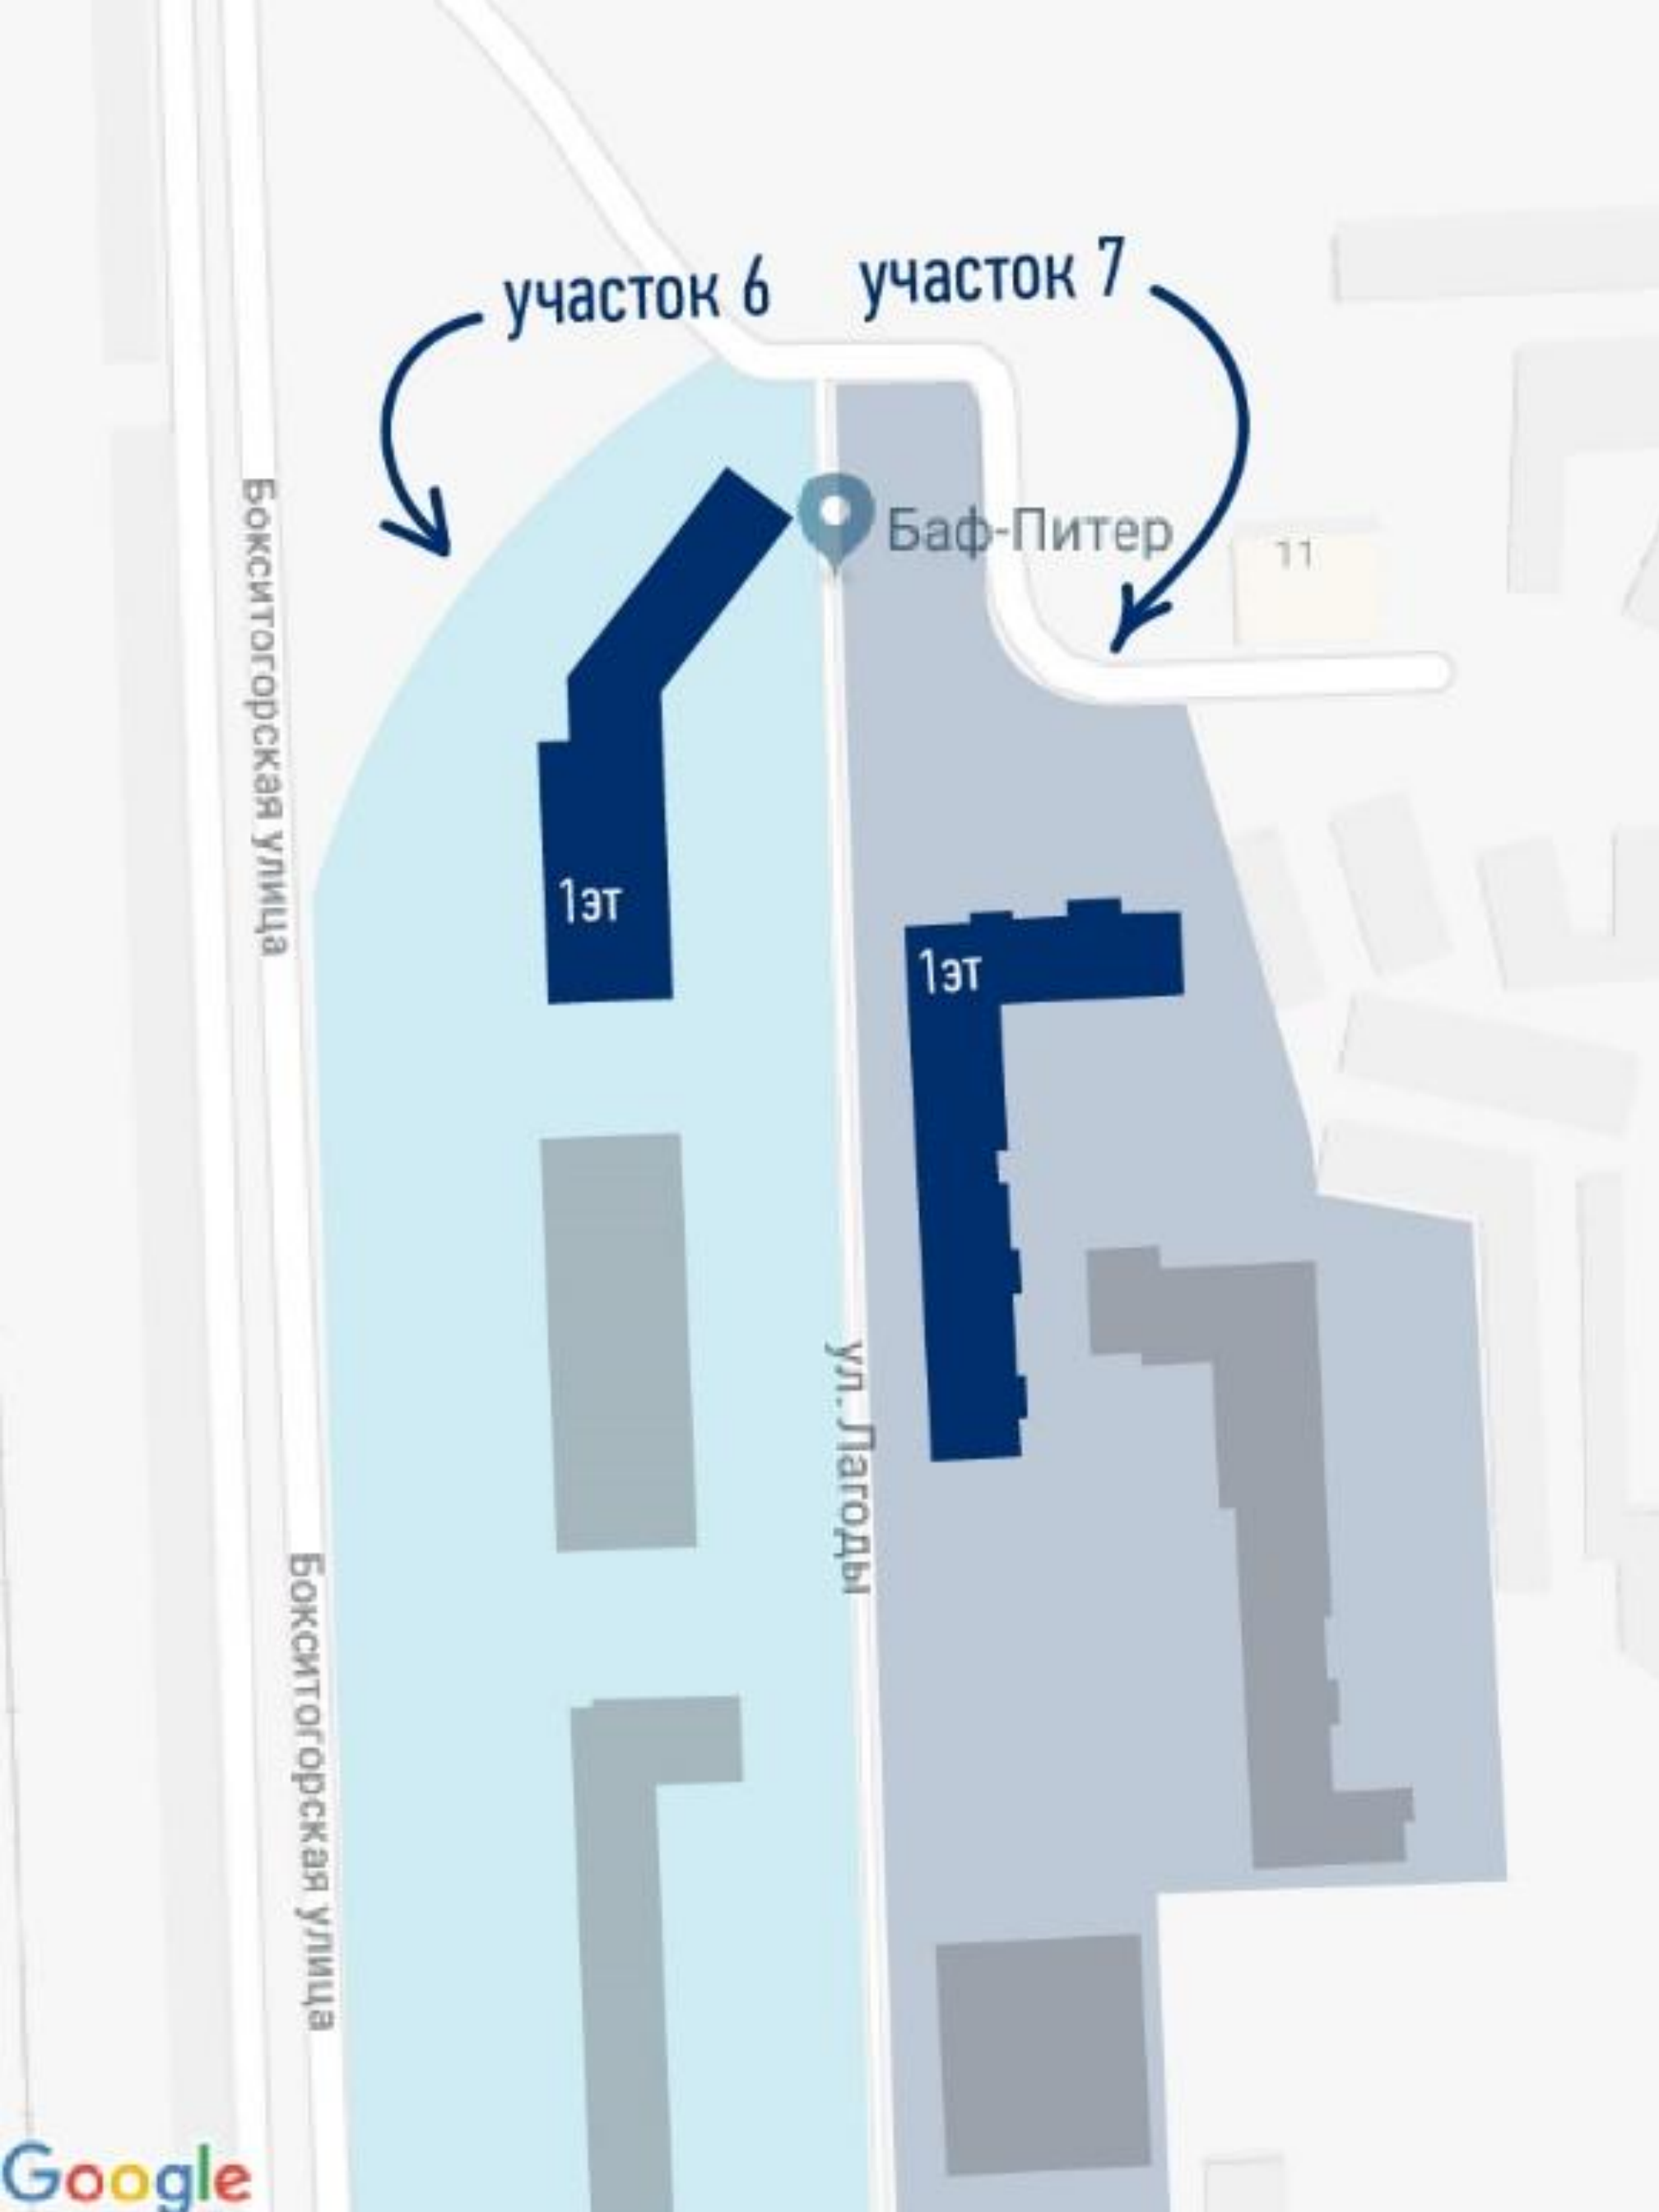 участок 6
участок 7
Баф-Питер
11
Бокситогорская улица
1эт
1эт
ул. Лагоды
Бокситогорская улица
Google